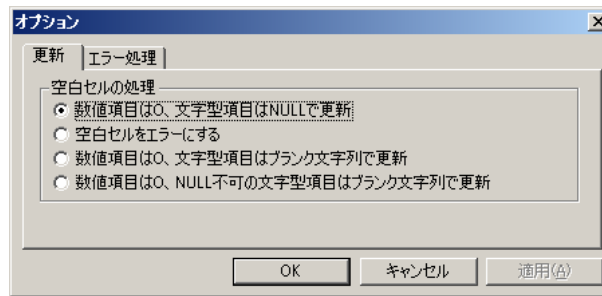 オプション
更新 エラー処理
空白セルの処理
数値項目は0、文字型項目はNULLで更新
空白セルをエラーにする
数値項目は0、文字型項目はブランク文字列で更新
数値項目は0、NULL不可の文字型項目はブランク文字列で更新
OK キャンセル 適用(A)